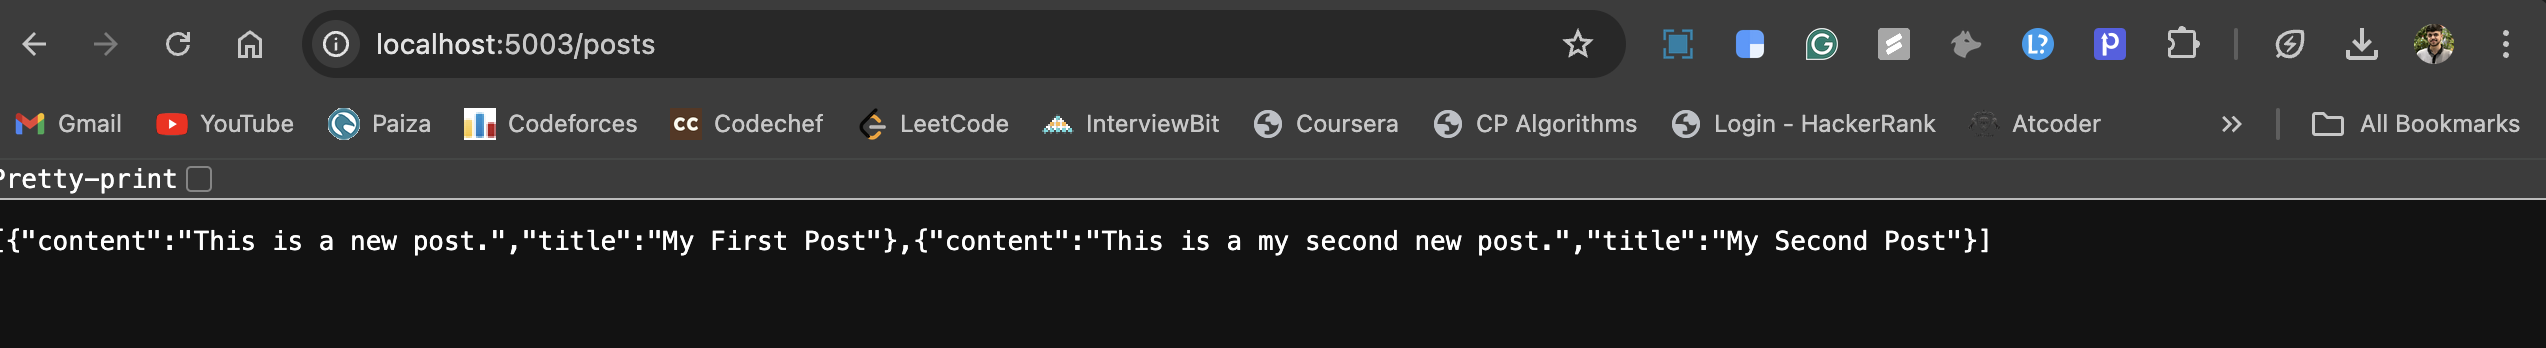 localhost:5003/posts
Gmail YouTube Paiza Codeforces CC Codechef LeetCode InterviewBit Coursera CP Algorithms Login - HackerRank Atcoder » All Bookmarks
Pretty-print
[{"content":"This is a new post.","title":"My First Post"},{"content":"This is a my second new post.","title":"My Second Post"}]